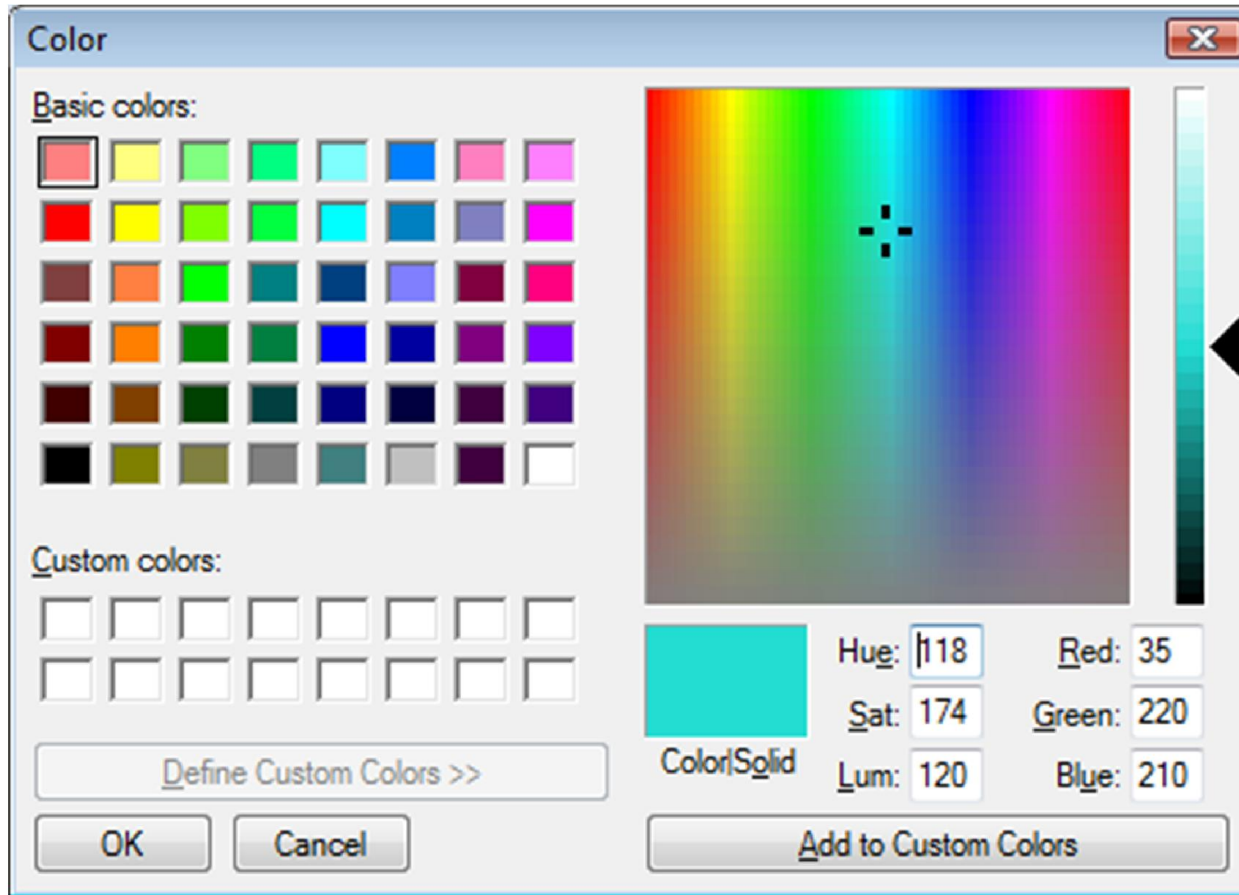 Color
Basic colors:
Custom colors:
Define Custom Colors >>
OK Cancel
Color|Solid
Hue: 118 Red: 35
Sat: 174 Green: 220
Lum: 120 Blue: 210
Add to Custom Colors